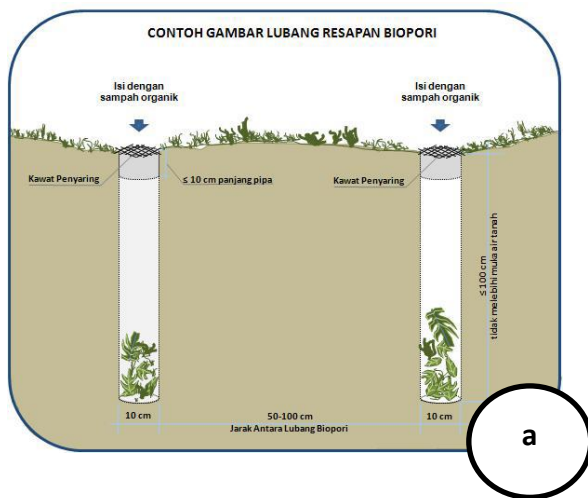 CONTOH GAMBAR LUBANG RESAPAN BIOPORI
Isi dengan
sampah organik
Isi dengan
sampah organik
Kawat Penyaring
≤ 10 cm panjang pipa
Kawat Penyaring
≤ 100 cm
tidak melebihi muka air tanah
10 cm
50-100 cm
10 cm
Jarak Antara Lubang Biopori
a